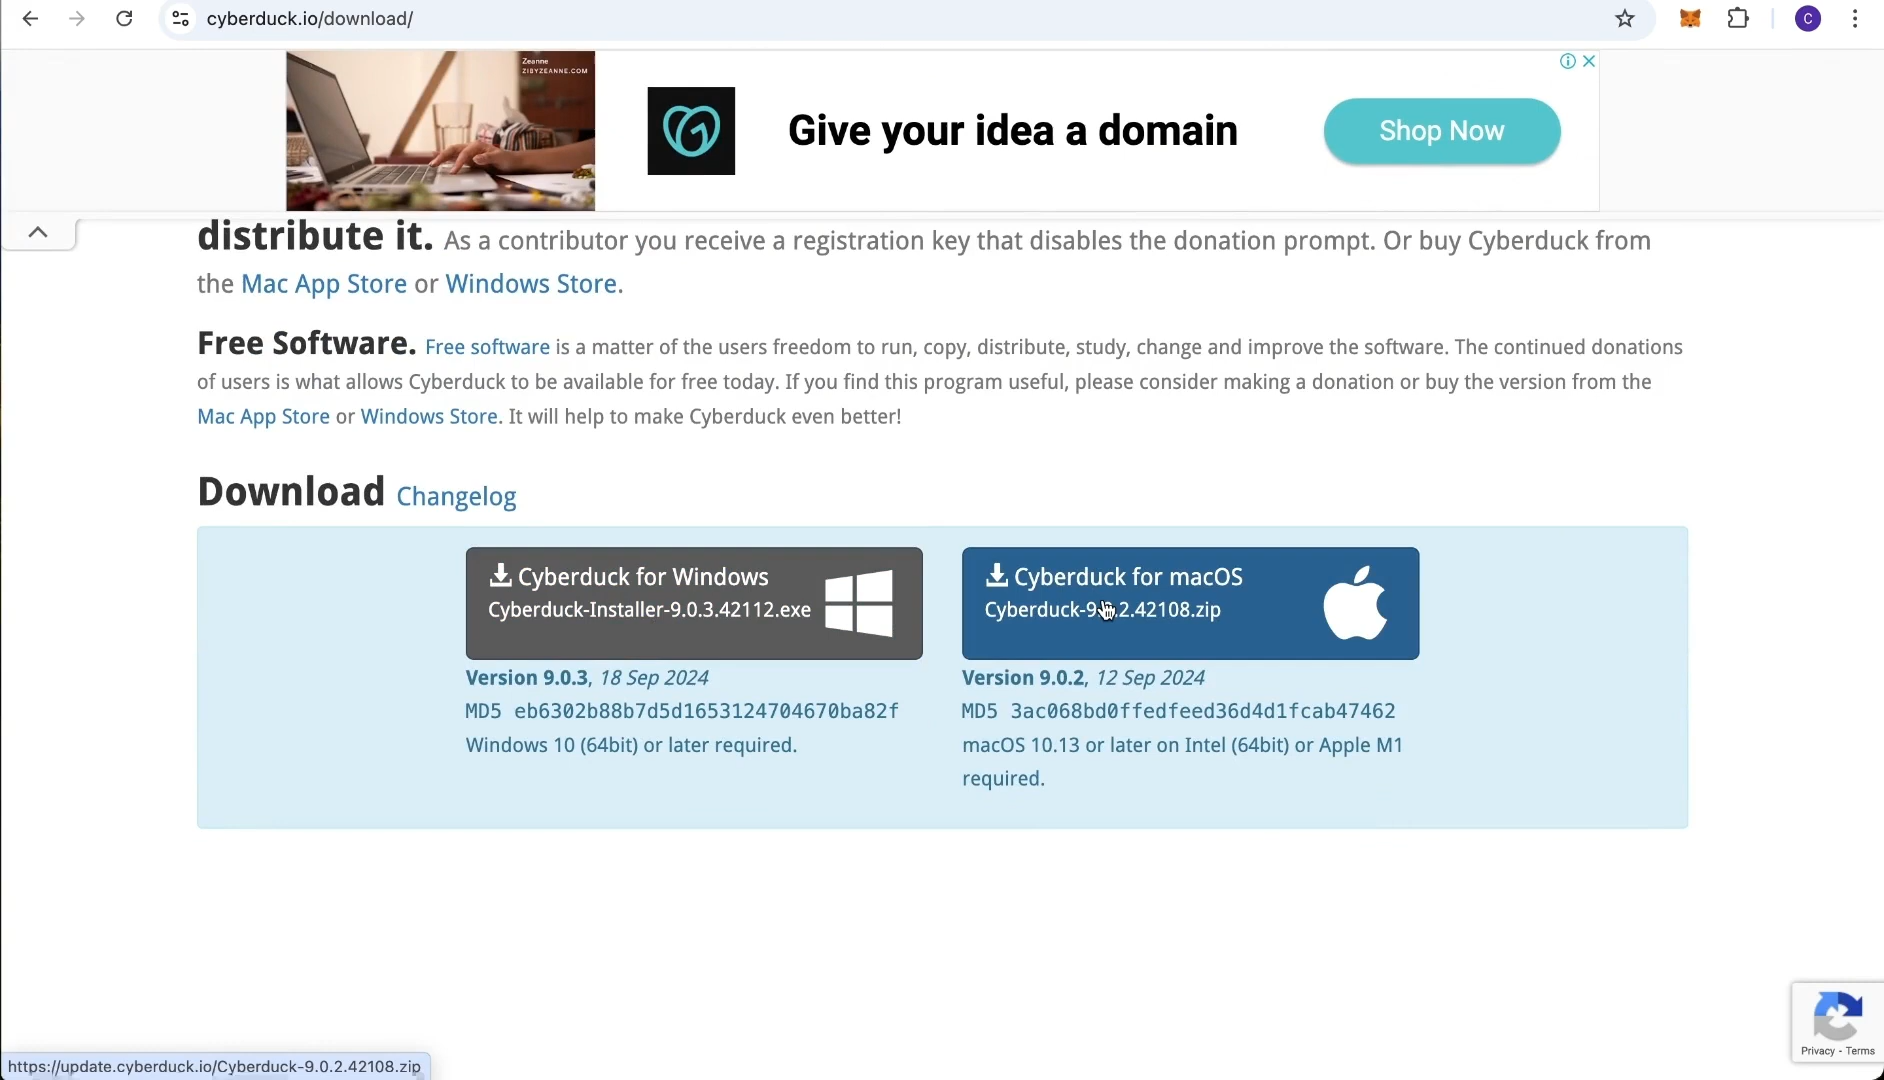 cyberduck.io/download/
C
Zeanne
ZIBYZEANNE.COM
Give your idea a domain
Shop Now
distribute it. As a contributor you receive a registration key that disables the donation prompt. Or buy Cyberduck from
the Mac App Store or Windows Store.
Free Software. Free software is a matter of the users freedom to run, copy, distribute, study, change and improve the software. The continued donations
of users is what allows Cyberduck to be available for free today. If you find this program useful, please consider making a donation or buy the version from the
Mac App Store or Windows Store. It will help to make Cyberduck even better!
Download Changelog
Cyberduck for Windows
Cyberduck-Installer-9.0.3.42112.exe
Version 9.0.3, 18 Sep 2024
MD5 eb6302b88b7d5d1653124704670ba82f
Windows 10 (64bit) or later required.
Cyberduck for macOS
Cyberduck-9.0.2.42108.zip
Version 9.0.2, 12 Sep 2024
MD5 3ac068bd0ffedfeed36d4d1fcab47462
macOS 10.13 or later on Intel (64bit) or Apple M1
required.
Privacy - Terms
https://update.cyberduck.io/Cyberduck-9.0.2.42108.zip